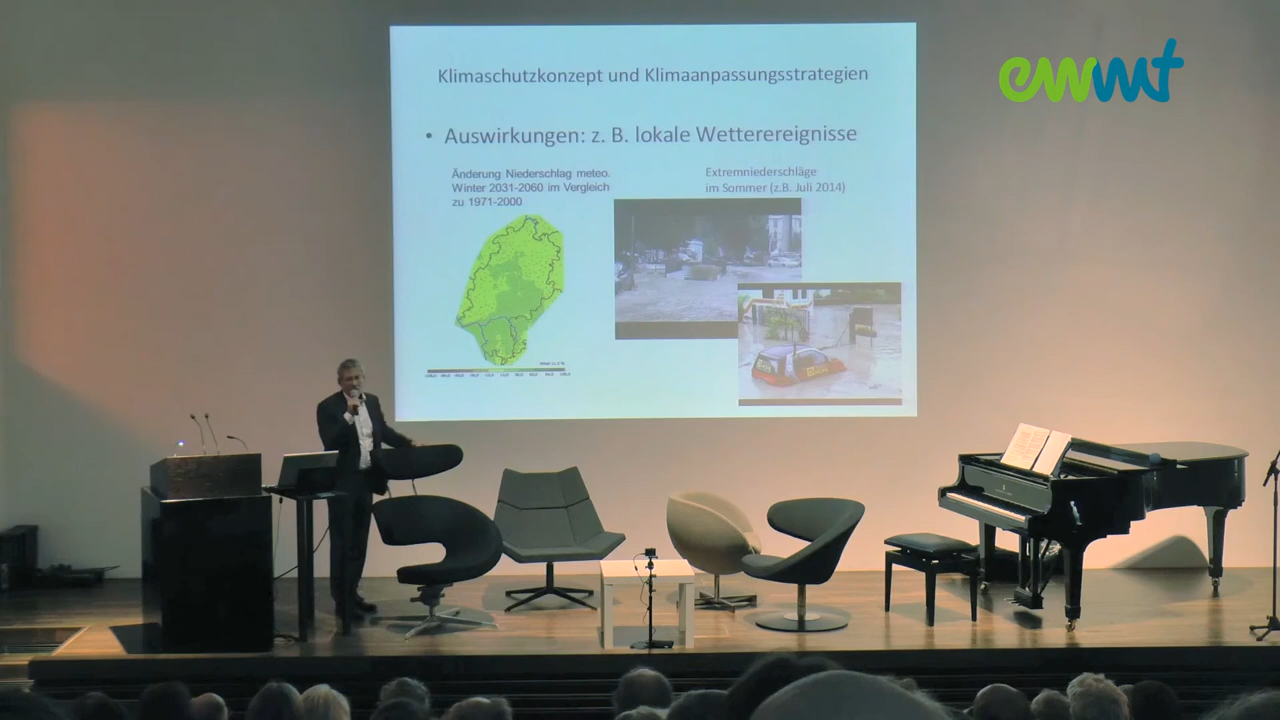 ewmt
Klimaschutzkonzept und Klimaanpassungsstrategien
• Auswirkungen: z. B. lokale Wetterereignisse
Änderung Niederschlag meteo.
Winter 2031-2060 im Vergleich
zu 1971-2000
Extremniederschläge
im Sommer (z.B. Juli 2014)